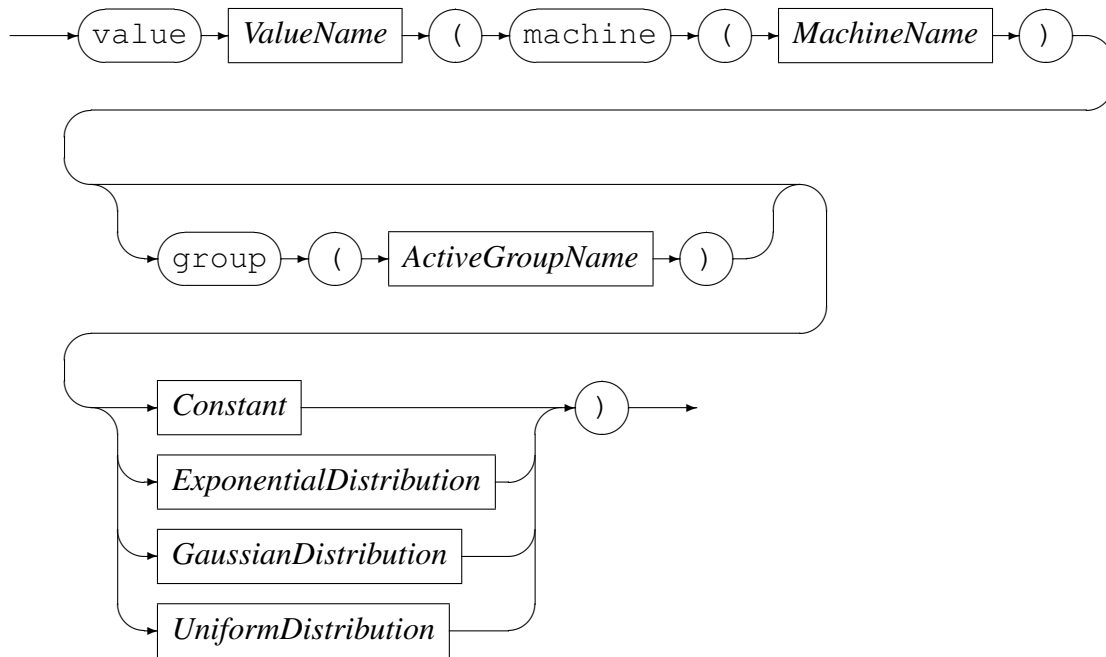 value ValueName ( machine ( MachineName )
group ( ActiveGroupName )
Constant )
ExponentialDistribution
GaussianDistribution
UniformDistribution